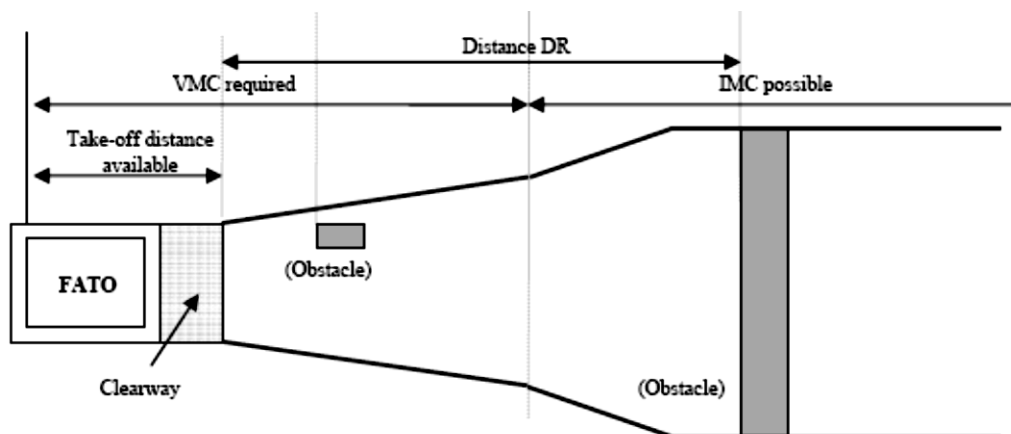 Distance DR
VMC required
IMC possible
Take-off distance
available
(Obstacle)
FATO
Clearway
(Obstacle)